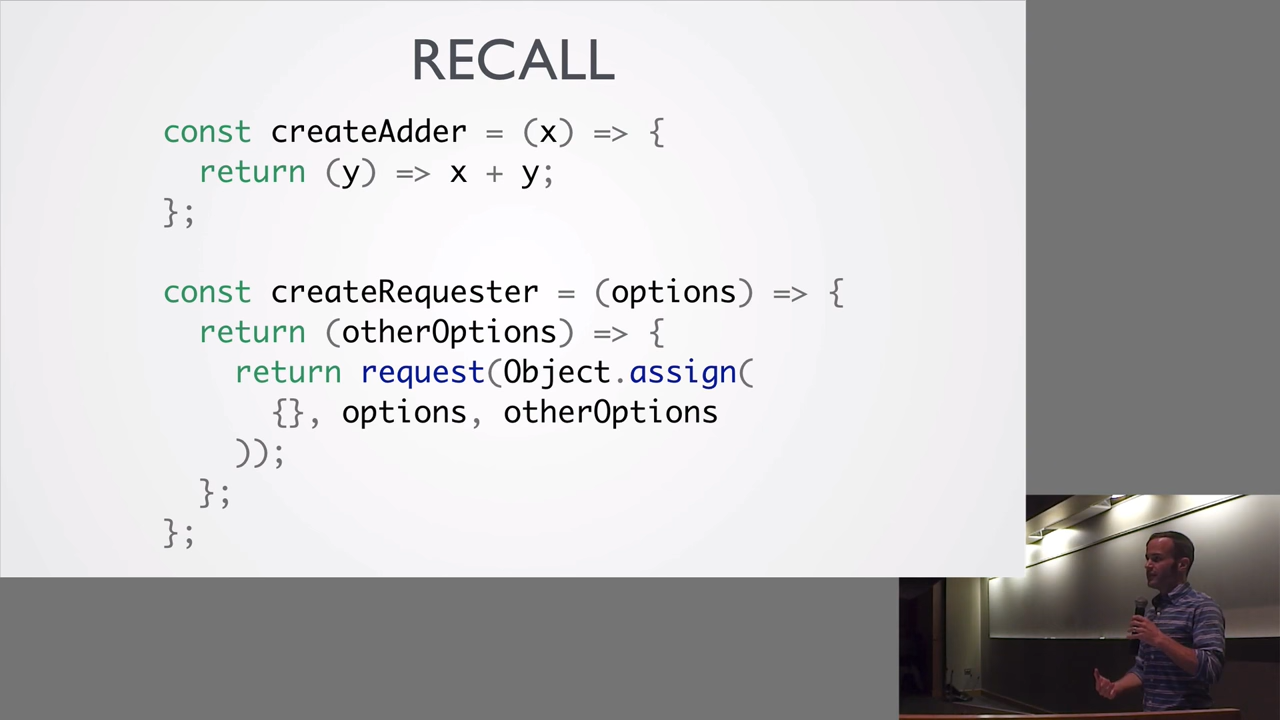 RECALL
const createAdder = (x) => {
return (y) => x + y;
};
const createRequester = (options) => {
return (otherOptions) => {
return request(Object.assign(
{}, options, otherOptions
));
};
};